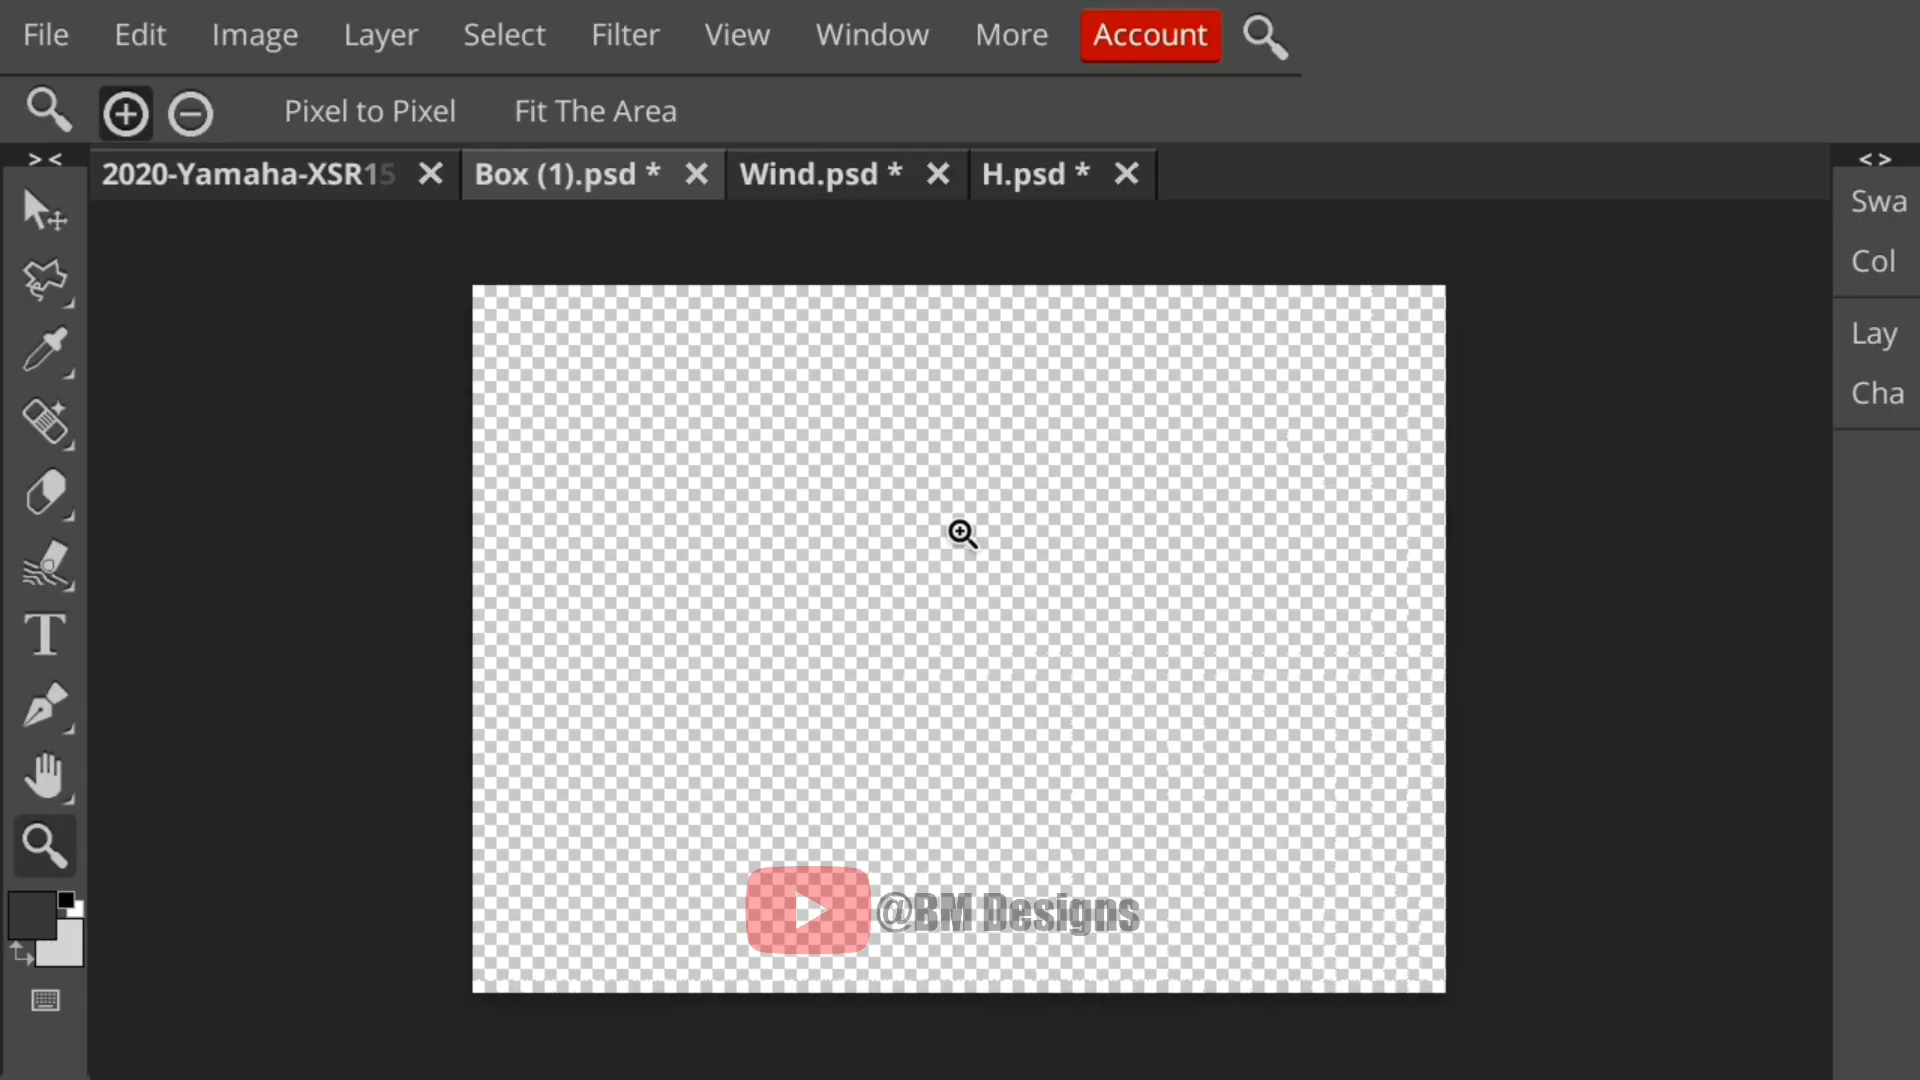 File Edit Image Layer Select Filter View Window More Account
Pixel to Pixel Fit The Area
> < 2020-Yamaha-XSR15 Box (1).psd * Wind.psd * H.psd * < >
Swa
Col
Lay
Cha
T
@BM Designs